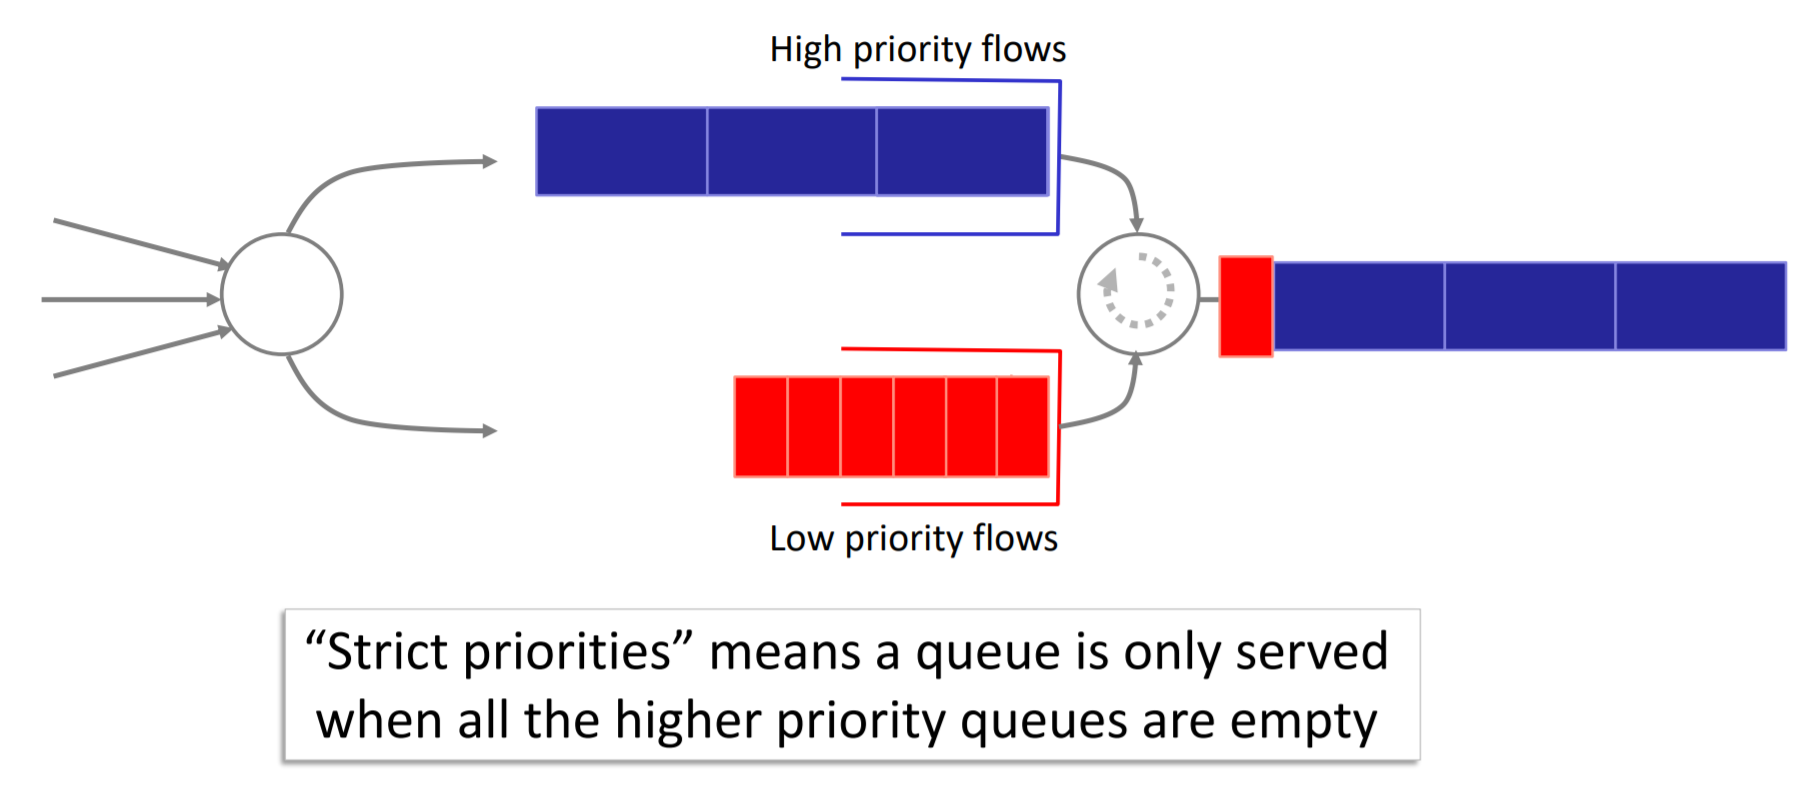 High priority flows
Low priority flows
“Strict priorities” means a queue is only served
when all the higher priority queues are empty